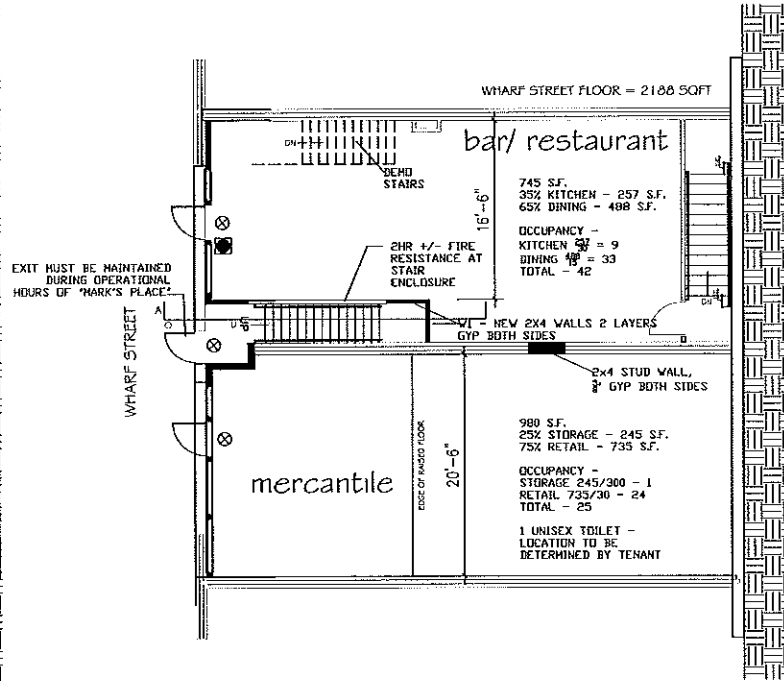 WHARF STREET FLOOR = 2188 SQFT
bar/ restaurant
DN
DEMO
STAIRS
745 S.F.
35% KITCHEN - 257 S.F.
65% DINING - 488 S.F.
16'-6"
OCCUPANCY -
KITCHEN = 9
DINING = 33
TOTAL - 42
2HR +/- FIRE
RESISTANCE AT
STAIR
ENCLOSURE
EXIT MUST BE MAINTAINED
DURING OPERATIONAL
HOURS OF "MARK'S PLACE"
A
UP
DN
W1 - NEW 2X4 WALLS 2 LAYERS
GYP BOTH SIDES
WHARF STREET
2x4 STUD WALL,
GYP BOTH SIDES
EDGE OF RAISED FLOOR
20'-6"
980 S.F.
25% STORAGE - 245 S.F.
75% RETAIL - 735 S.F.
mercantile
OCCUPANCY -
STORAGE 245/300 - 1
RETAIL 735/30 - 24
TOTAL - 25
1 UNISEX TOILET -
LOCATION TO BE
DETERMINED BY TENANT